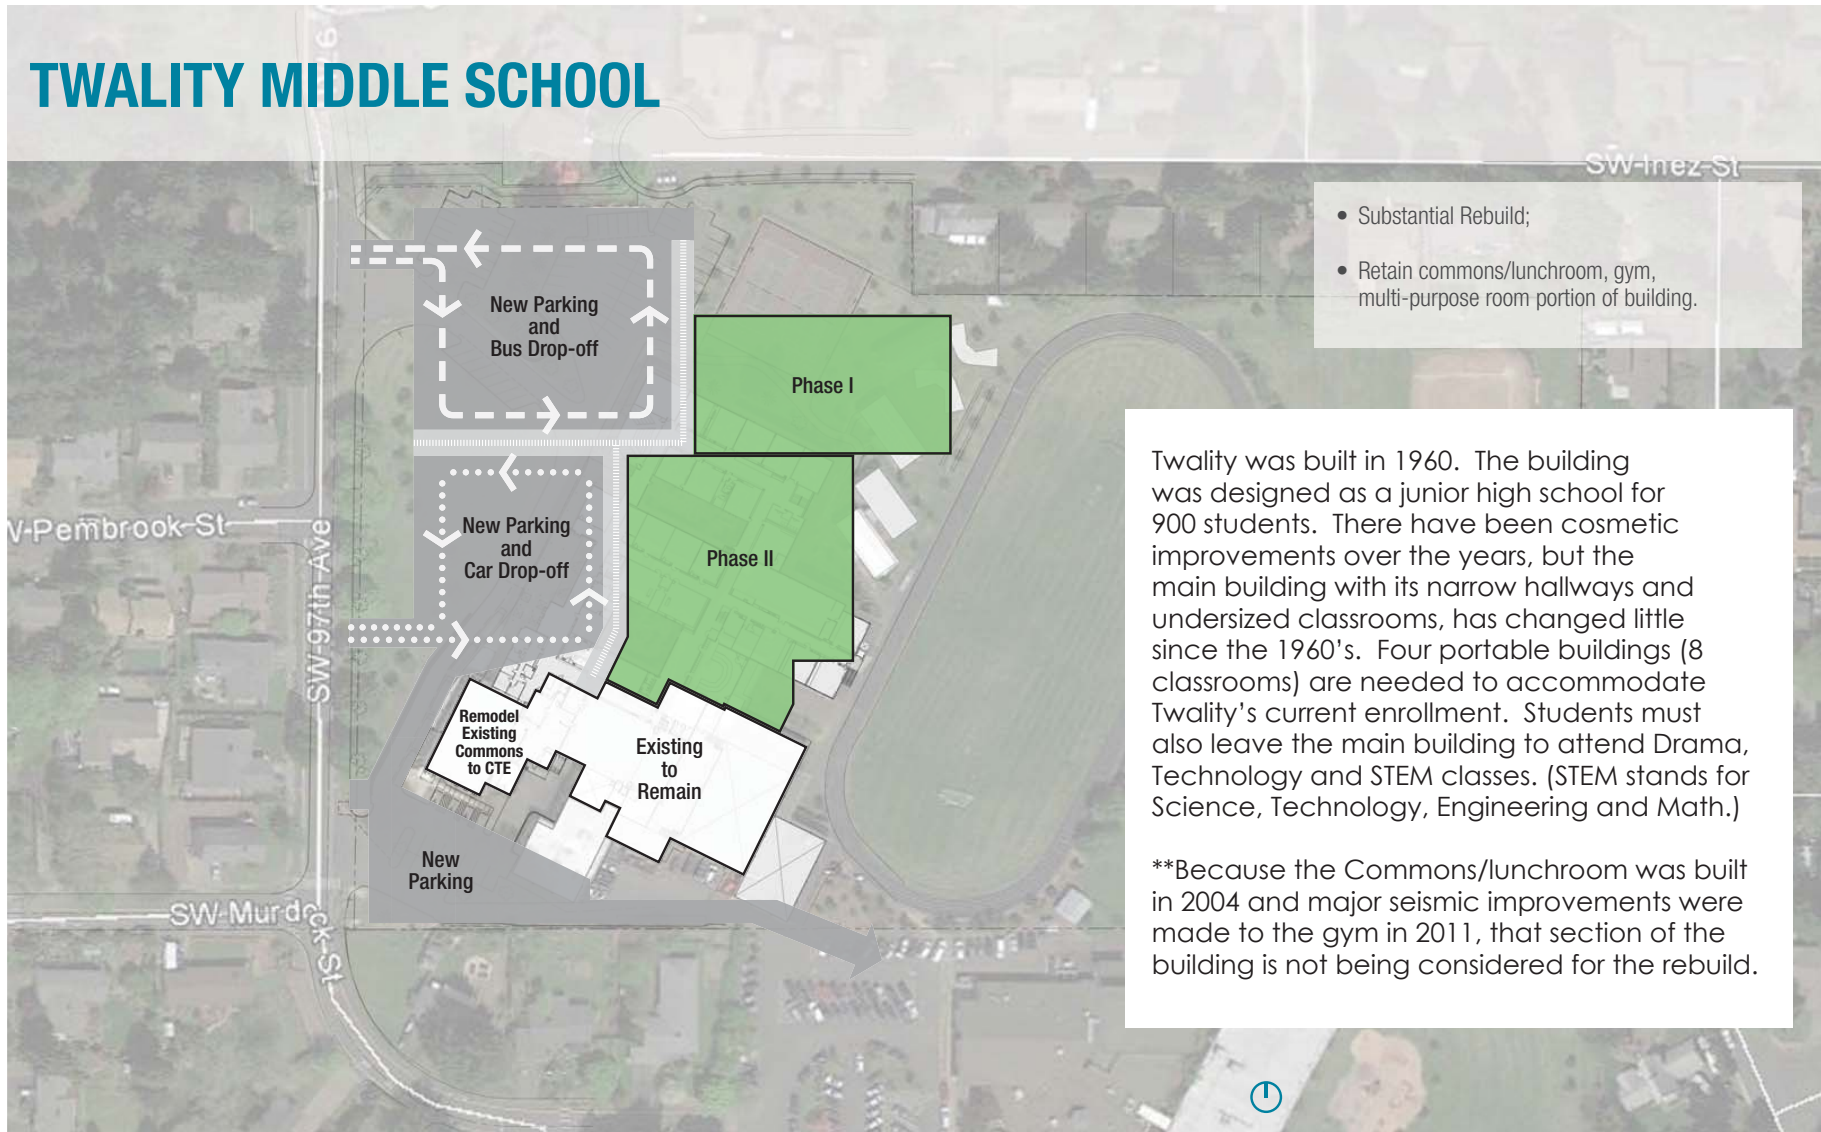 TWALITY MIDDLE SCHOOL
SW-Inez-St
• Substantial Rebuild;
• Retain commons/lunchroom, gym,
multi-purpose room portion of building.
New Parking
and
Bus Drop-off
Phase I
Twality was built in 1960.  The building
was designed as a junior high school for
900 students.  There have been cosmetic
improvements over the years, but the
main building with its narrow hallways and
undersized classrooms, has changed little
since the 1960's.  Four portable buildings (8
classrooms) are needed to accommodate
Twality's current enrollment.  Students must
also leave the main building to attend Drama,
Technology and STEM classes. (STEM stands for
Science, Technology, Engineering and Math.)
**Because the Commons/lunchroom was built
in 2004 and major seismic improvements were
made to the gym in 2011, that section of the
building is not being considered for the rebuild.
W-Pembrook-St
SW-97th Ave
New Parking
and
Car Drop-off
Phase II
Remodel
Existing
Commons
to CTE
Existing
to
Remain
New
Parking
SW-Murdock-St